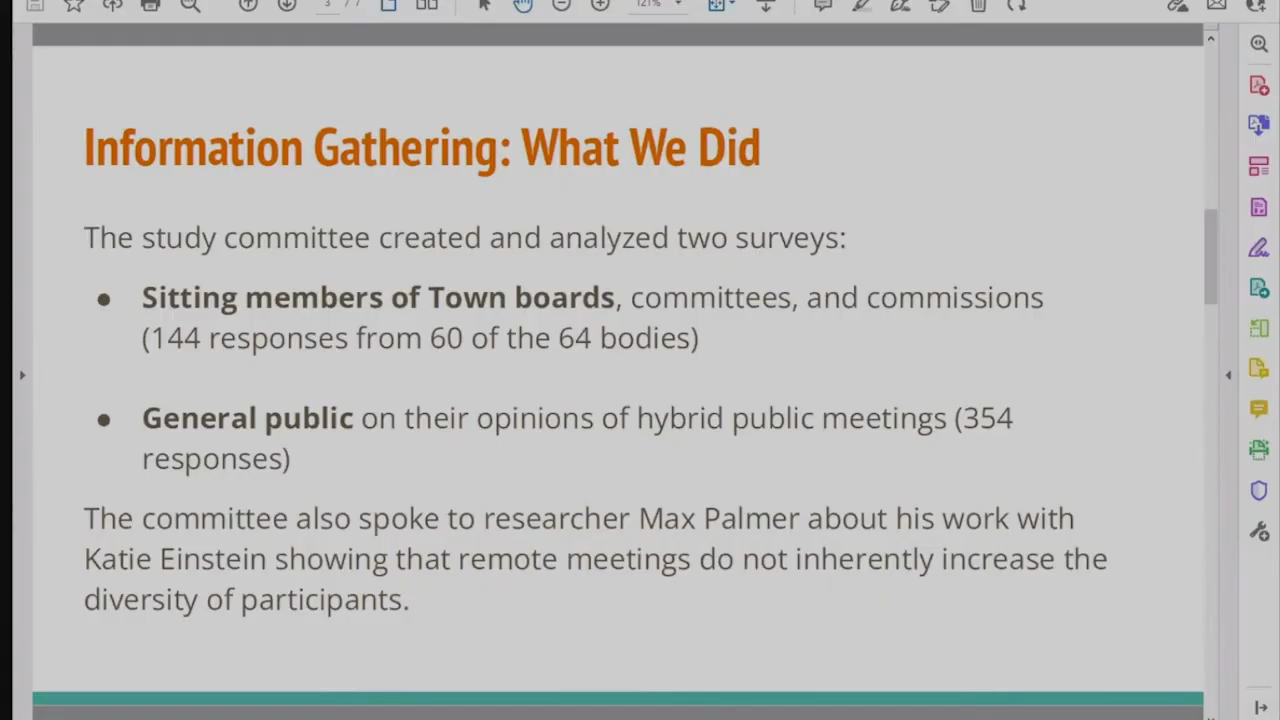 3 / 7
121%
Information Gathering: What We Did
The study committee created and analyzed two surveys:
● Sitting members of Town boards, committees, and commissions
(144 responses from 60 of the 64 bodies)
● General public on their opinions of hybrid public meetings (354
responses)
The committee also spoke to researcher Max Palmer about his work with
Katie Einstein showing that remote meetings do not inherently increase the
diversity of participants.